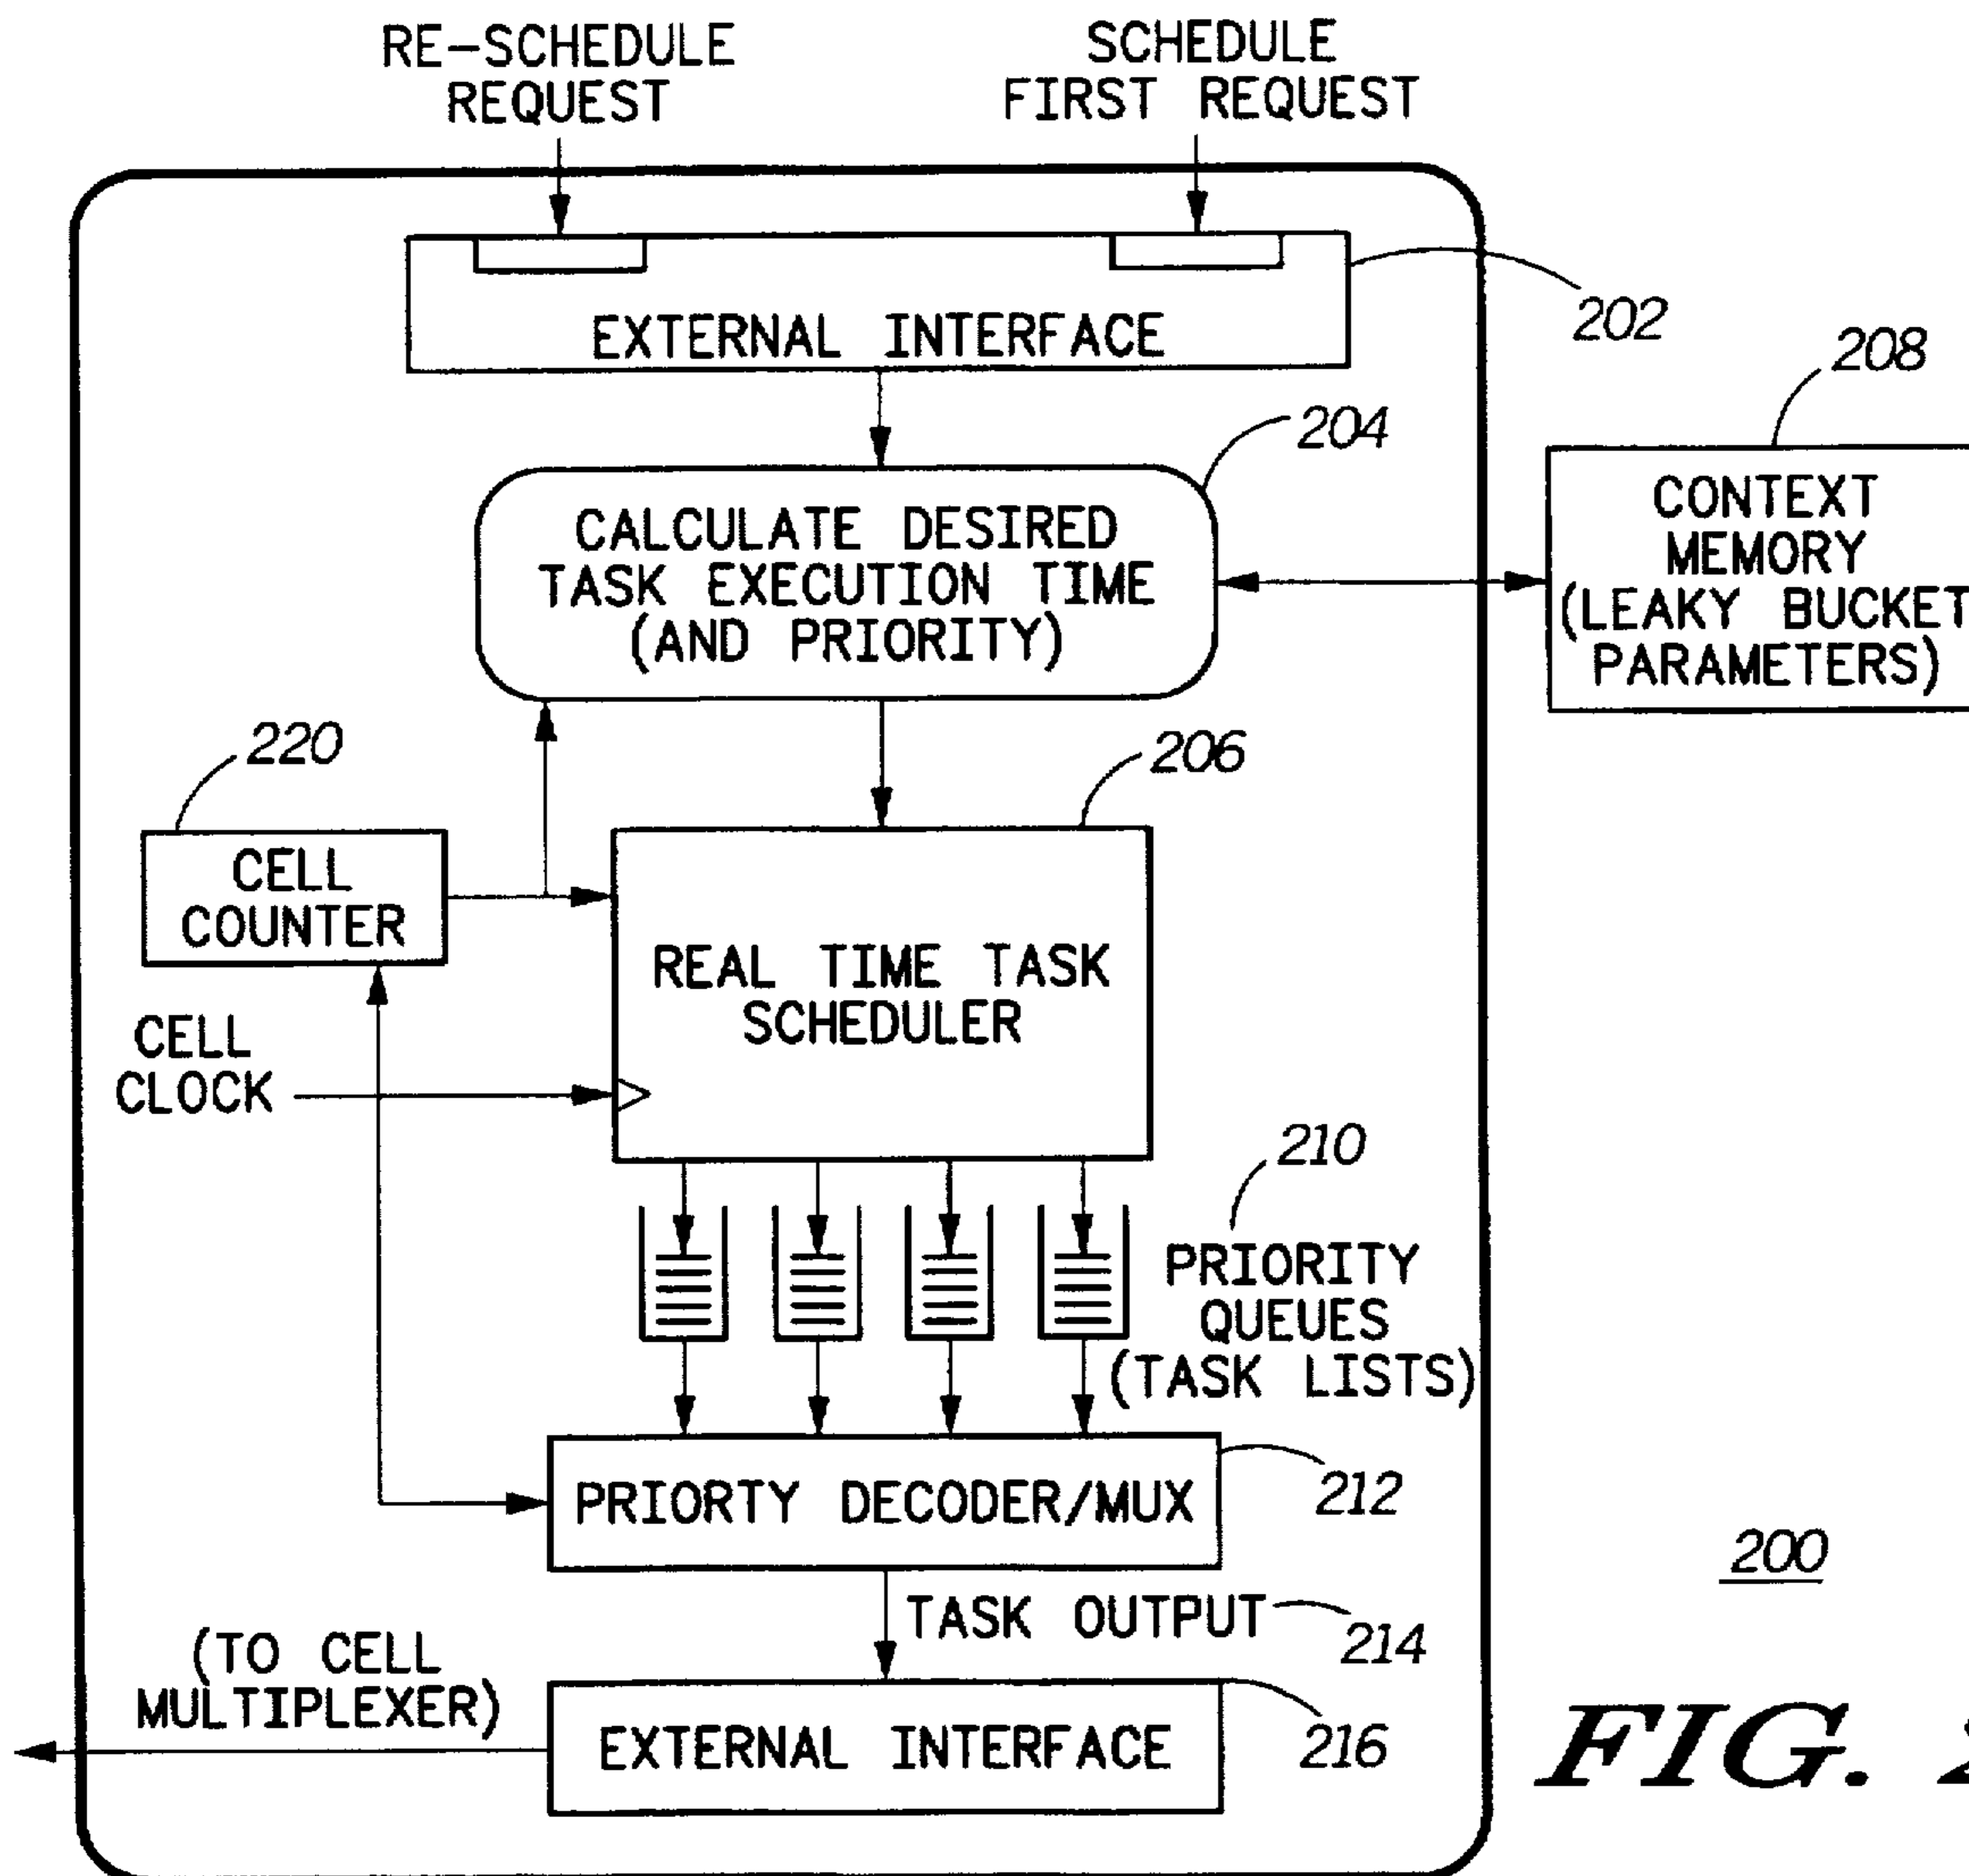 RE-SCHEDULE
REQUEST
SCHEDULE
FIRST REQUEST
EXTERNAL INTERFACE
202
208
204
CALCULATE DESIRED
TASK EXECUTION TIME
(AND PRIORITY)
CONTEXT
MEMORY
(LEAKY BUCKET
PARAMETERS)
220
206
CELL
COUNTER
REAL TIME TASK
SCHEDULER
CELL
CLOCK
210
PRIORITY
QUEUES
(TASK LISTS)
PRIORTY DECODER/MUX
212
200
TASK OUTPUT
214
(TO CELL
MULTIPLEXER)
EXTERNAL INTERFACE
216
FIG.